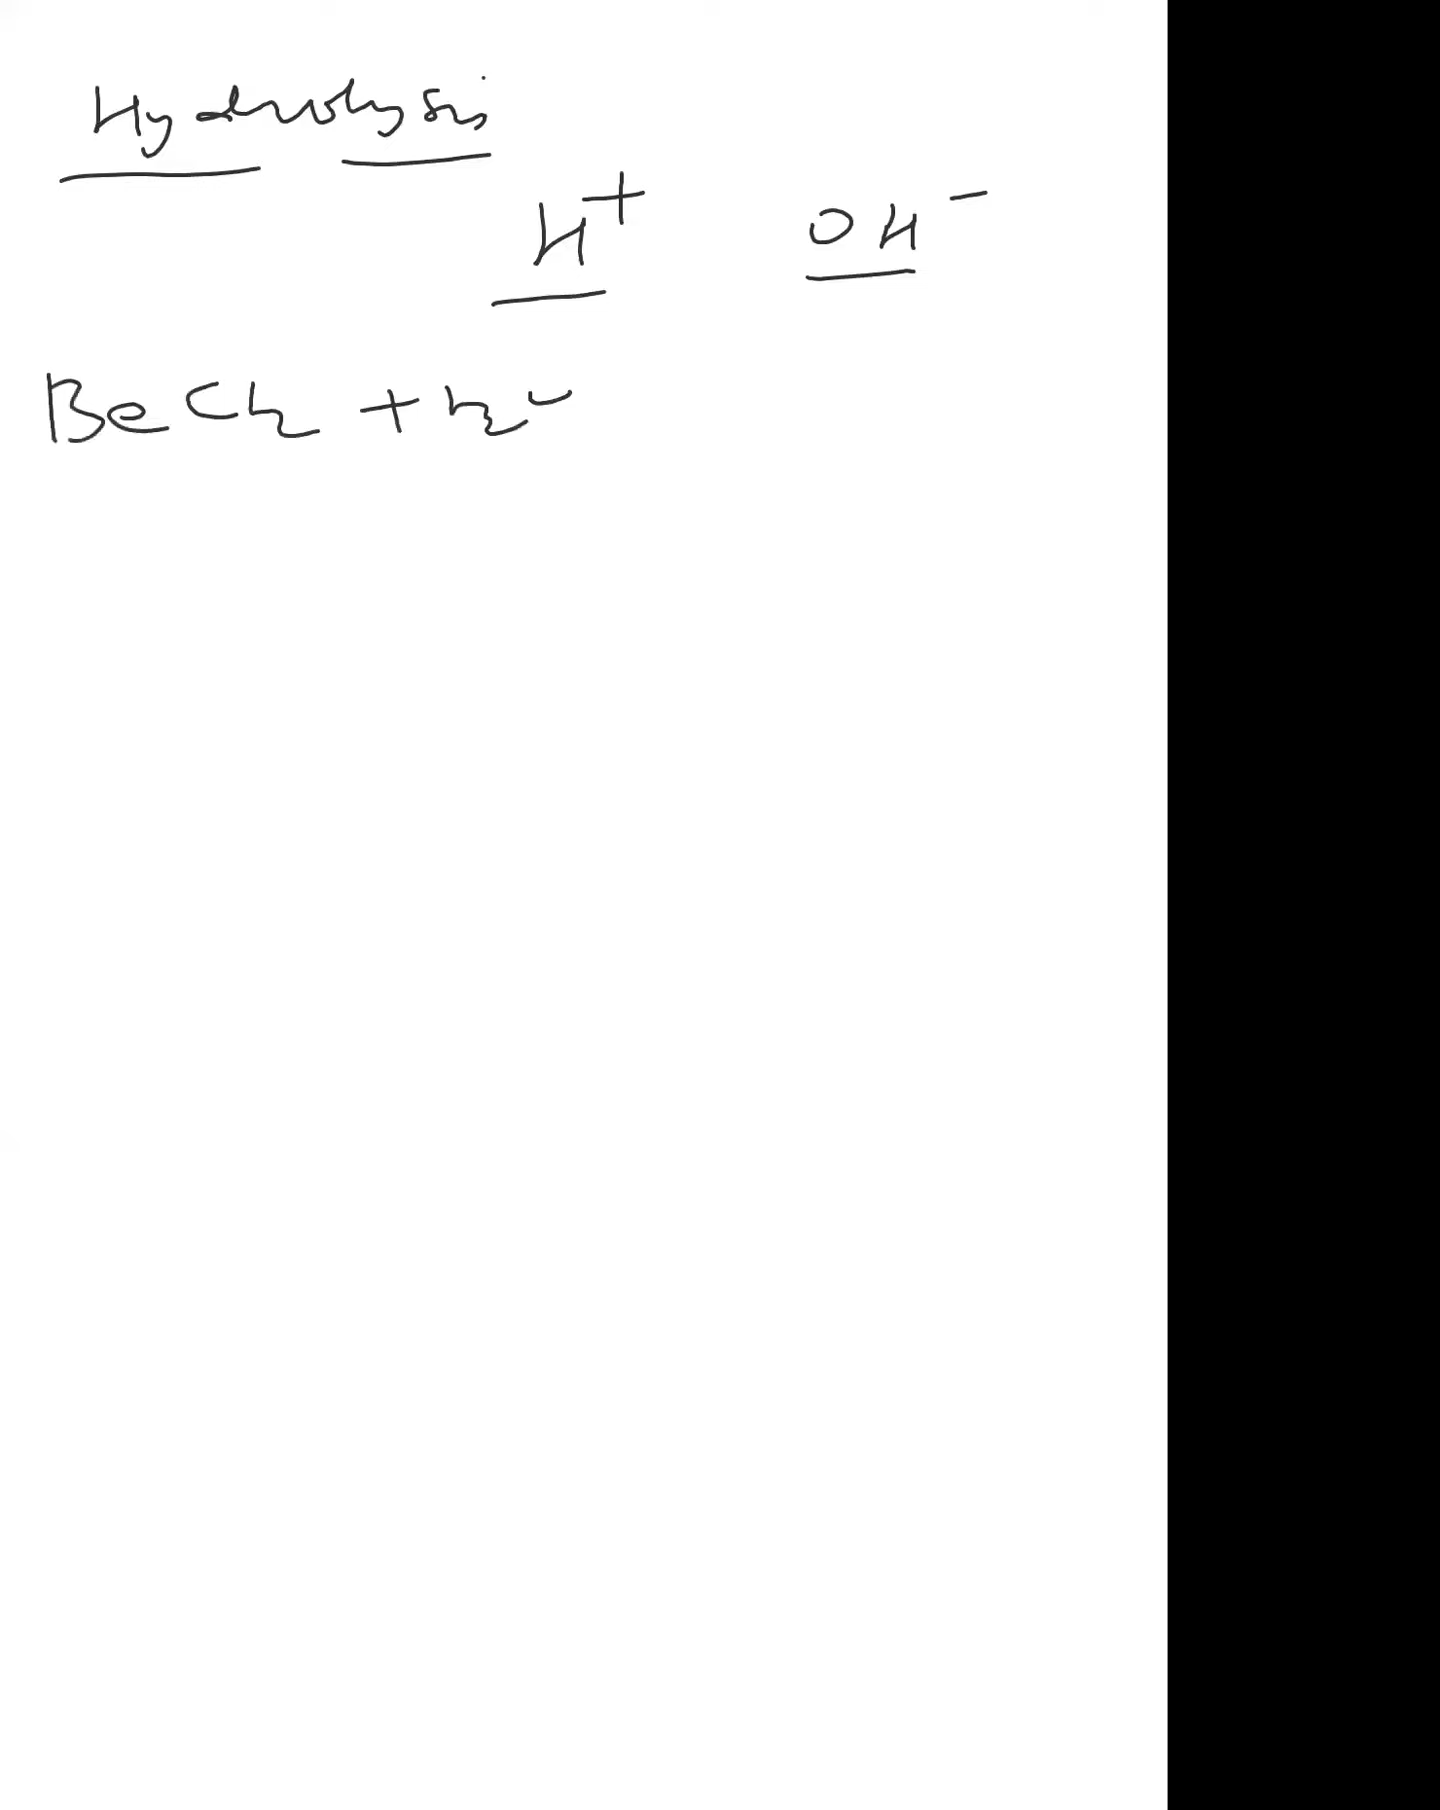 Hydrolysis
H⁺ OH⁻
BeCl₂ + H₂O